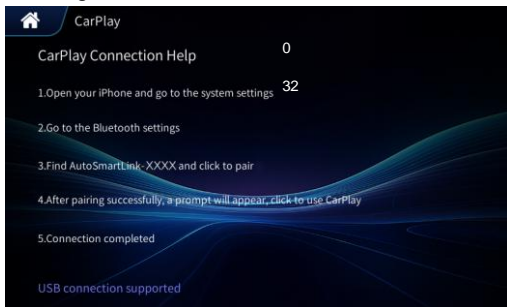 CarPlay
CarPlay Connection Help
0
1.Open your iPhone and go to the system settings
32
2.Go to the Bluetooth settings
3.Find AutoSmartLink-XXXX and click to pair
4.After pairing successfully, a prompt will appear, click to use CarPlay
5.Connection completed
USB connection supported